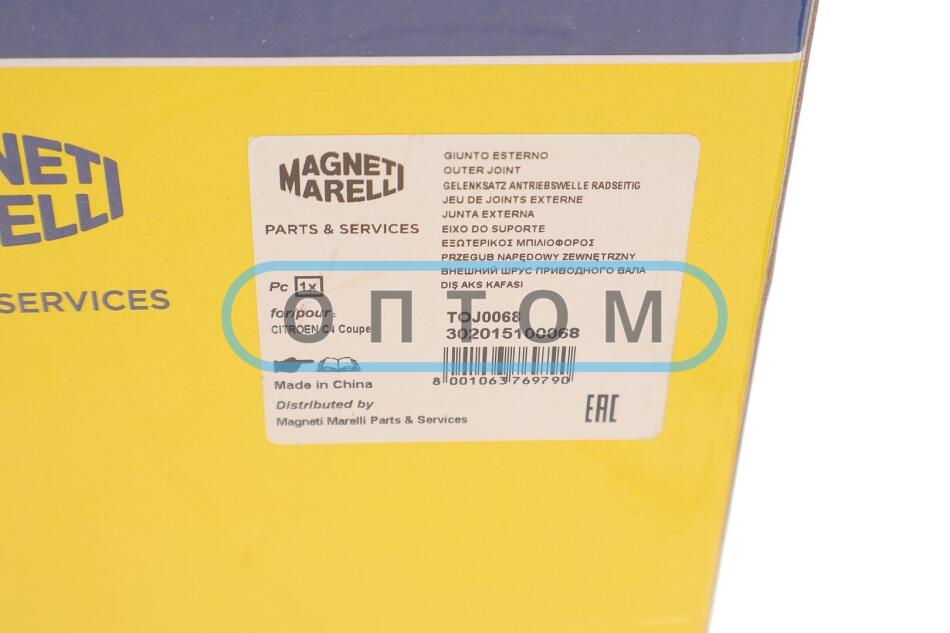 NETI
ELLI
SERVICES
MAGNETI
MARELLI
PARTS & SERVICES
GIUNTO ESTERNO
OUTER JOINT
GELENKSATZ ANTRIEBSWELLE RADSEITIG
JEU DE JOINTS EXTERNE
JUNTA EXTERNA
EIXO DO SUPORTE
ΕΞΩΤΕΡΙΚΟΣ ΜΠΙΛΙΟΦΟΡΟΣ
PRZEGUB NAPĘDOWY ZEWNĘTRZNY
ВНЕШНИЙ ШРУС ПРИВОДНОГО ВАЛА
DIŞ AKS KAFASI
Pc 1x
for/pour:
CITROEN C4 Coupe
TOJ0068
302015100068
8 001063 769790
Made in China
Distributed by
Magneti Marelli Parts & Services
EAC
ОПТОМ